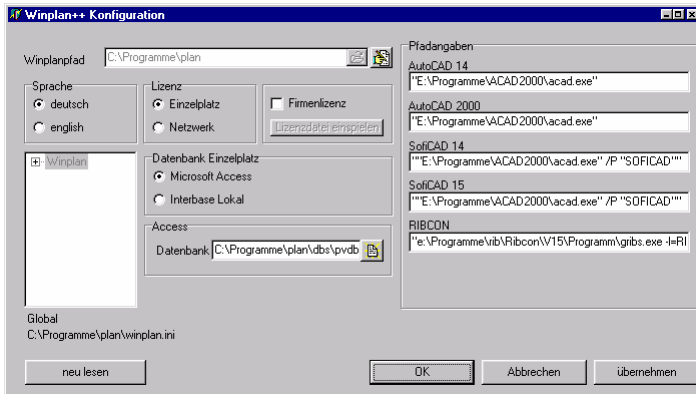 Winplan++ Konfiguration
Winplanpfad
C:\Programme\plan
Sprache
deutsch
english
Lizenz
Einzelplatz
Netzwerk
Firmenlizenz
Lizenzdatei einspielen
Winplan
Datenbank Einzelplatz
Microsoft Access
Interbase Lokal
Access
Datenbank C:\Programme\plan\dbs\pvdb
Global
C:\Programme\plan\winplan.ini
Pfadangaben
AutoCAD 14
"E:\Programme\ACAD2000\acad.exe"
AutoCAD 2000
"E:\Programme\ACAD2000\acad.exe"
SofiCAD 14
""E:\Programme\ACAD2000\acad.exe" /P "SOFICAD""
SofiCAD 15
""E:\Programme\ACAD2000\acad.exe" /P "SOFICAD""
RIBCON
"e:\Programme\rib\Ribcon\V15\Programm\gribs.exe -I=RI
neu lesen
OK
Abbrechen
übernehmen